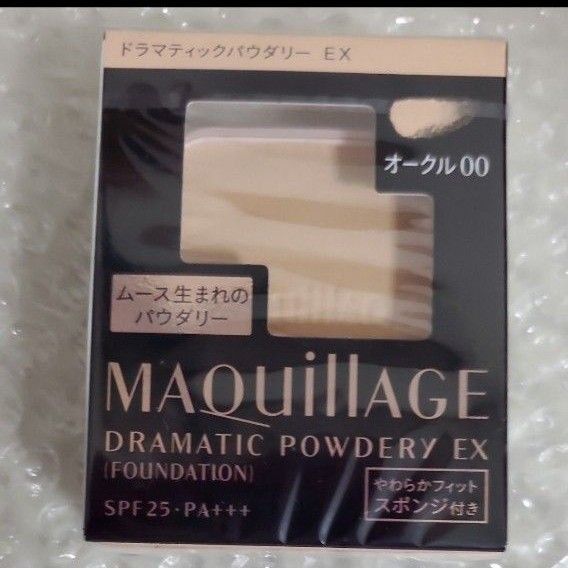 ドラマティックパウダリー EX
オークル00
ムース生まれの
パウダリー
MAQuillAGE
DRAMATIC POWDERY EX
(FOUNDATION)
SPF25・PA+++
やわらかフィット
スポンジ付き